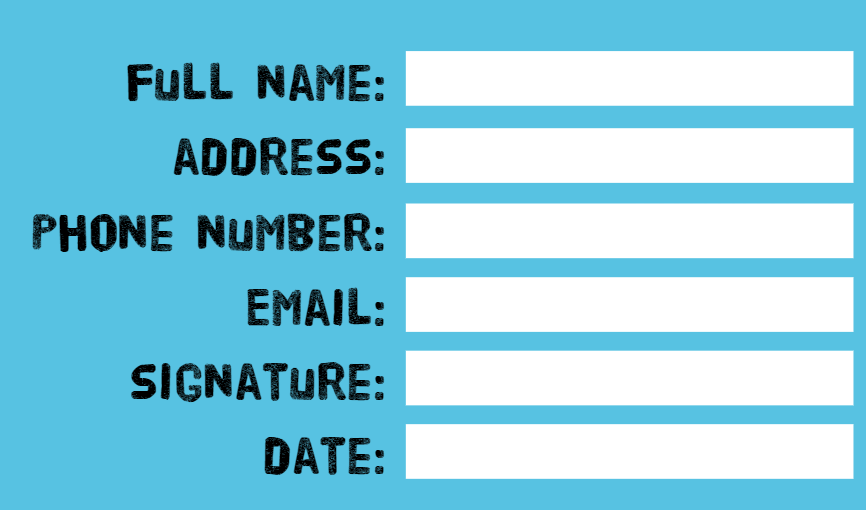 FuLL NAME:
ADDRESS:
PHONE NuMBER:
EMAIL:
SIGNATuRE:
DATE: